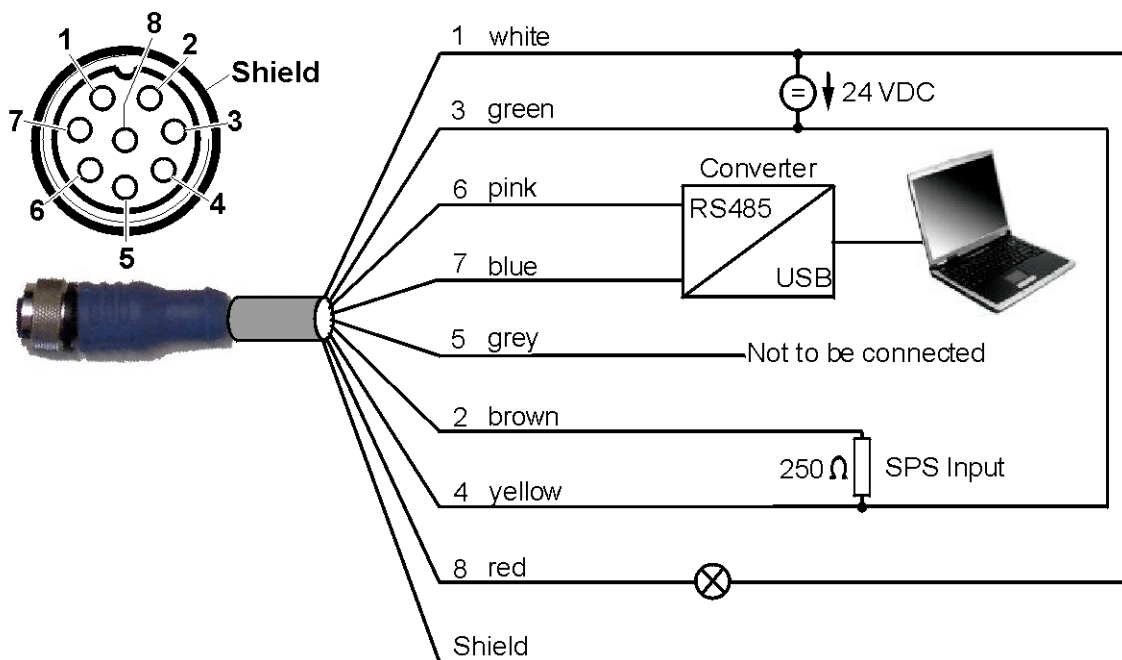 8
1
2
Shield
7
3
6
4
5
1 white
24 VDC
3 green
Converter
6 pink
RS485
7 blue
USB
5 grey
Not to be connected
2 brown
250 Ω
SPS Input
4 yellow
8 red
Shield